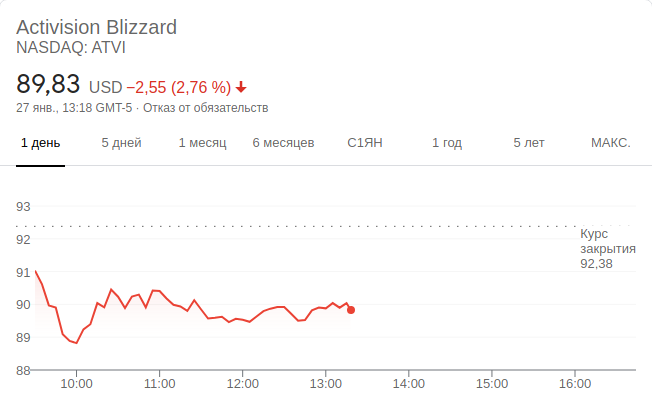 Activision Blizzard
NASDAQ: ATVI
89,83 USD −2,55 (2,76 %)
27 янв., 13:18 GMT-5 · Отказ от обязательств
1 день 5 дней 1 месяц 6 месяцев С1ЯН 1 год 5 лет МАКС.
93
92
91
90
89
88
Курс
закрытия
92,38
10:00 11:00 12:00 13:00 14:00 15:00 16:00